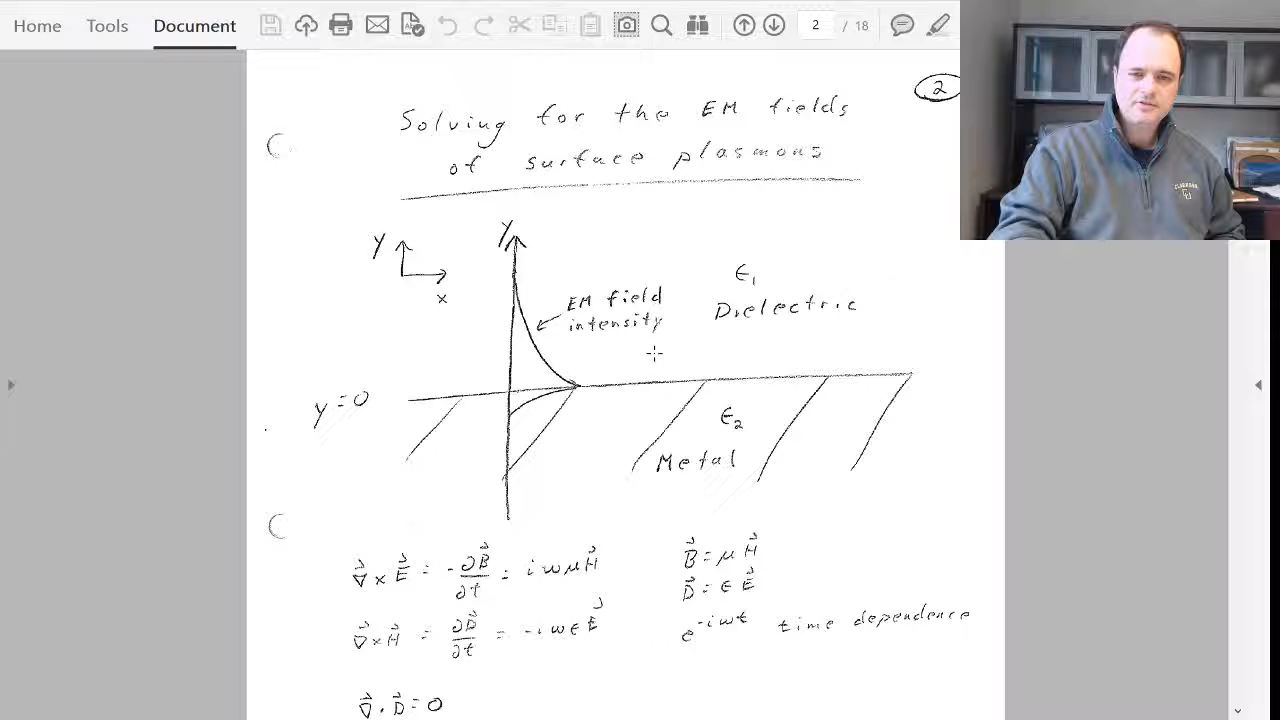 Home Tools Document 2 / 18
2
Solving for the EM fields
of surface plasmons
y
y
x
EM field
intensity
ϵ₁
Dielectric
y=0
ϵ₂
Metal
∇⃗ × E⃗ = -∂B⃗/∂t = iωμH⃗
B⃗ = μH⃗
D⃗ = ϵE⃗
∇⃗ × H⃗ = ∂D⃗/∂t = -iωϵE⃗
e^{-iωt} time dependence
∇⃗ · D⃗ = 0